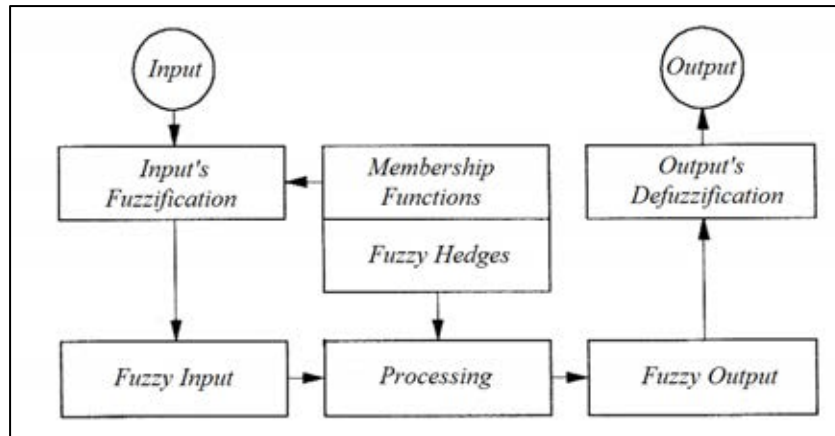 Input
Output
Input's
Fuzzification
Membership
Functions
Output's
Defuzzification
Fuzzy Hedges
Fuzzy Input
Processing
Fuzzy Output